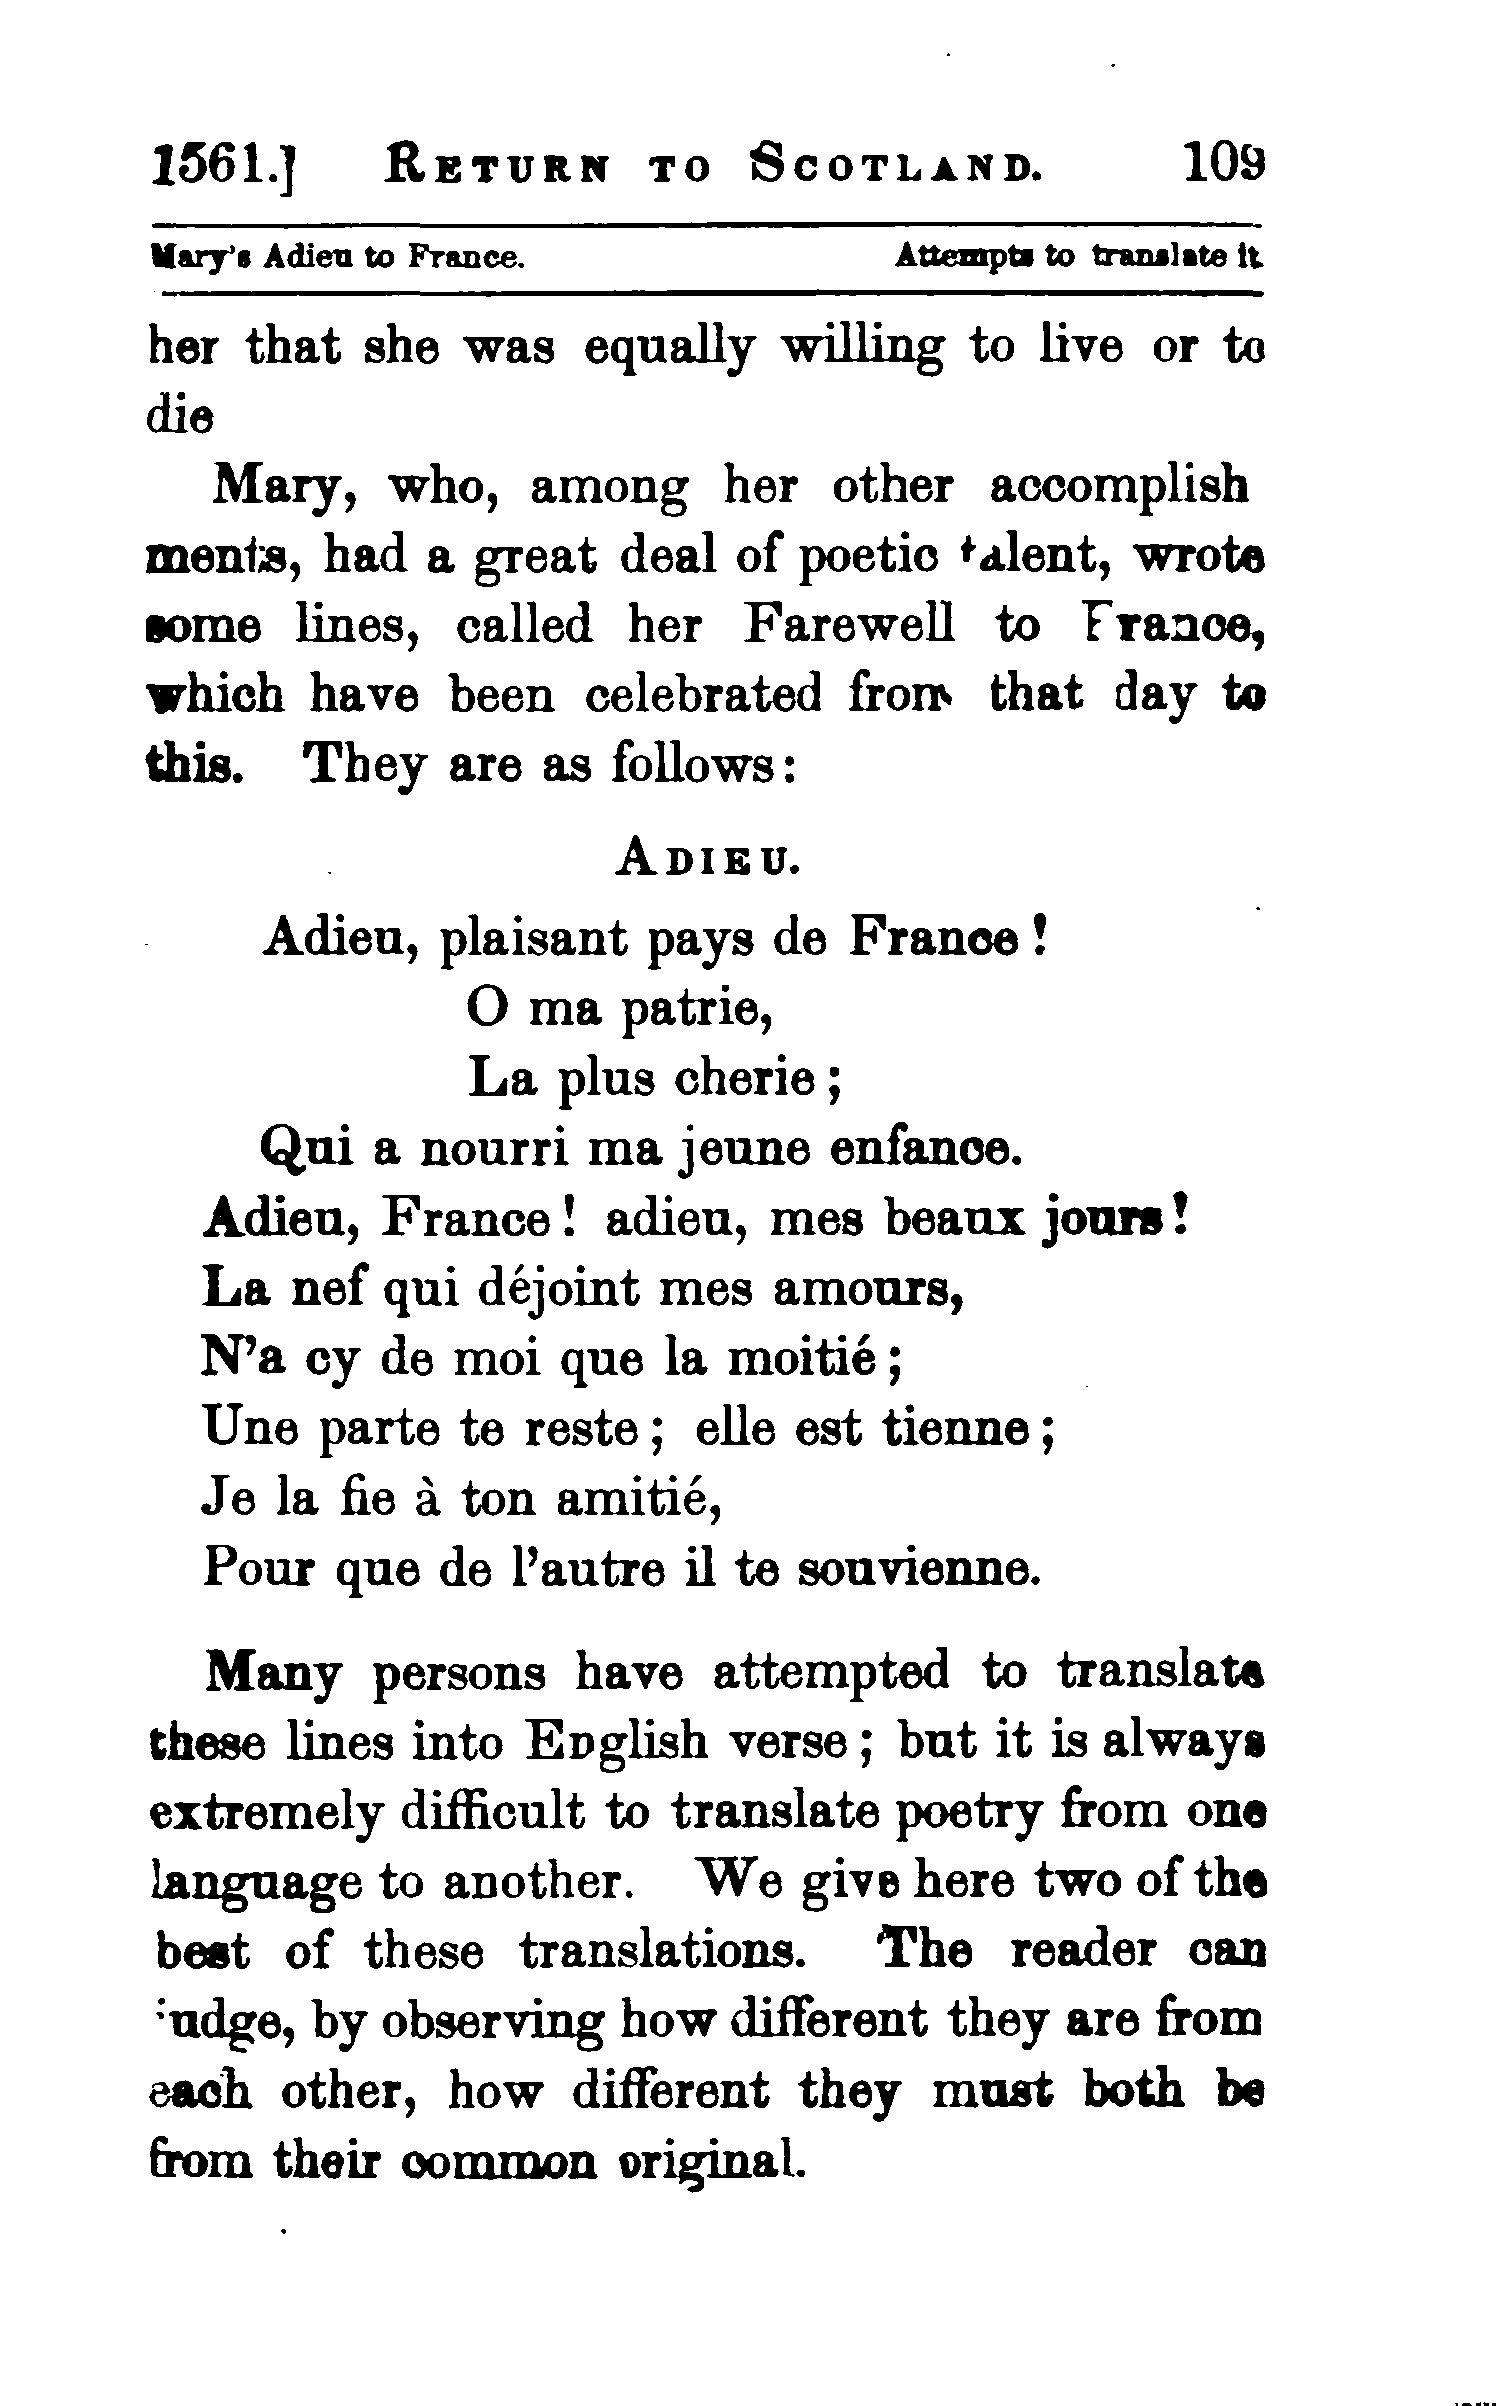 1561.] RETURN TO SCOTLAND. 109
Mary's Adieu to France. Attempts to translate it
her that she was equally willing to live or to
die
Mary, who, among her other accomplish
ments, had a great deal of poetic talent, wrote
some lines, called her Farewell to France,
which have been celebrated from that day to
this. They are as follows:
ADIEU.
Adieu, plaisant pays de France!
O ma patrie,
La plus cherie;
Qui a nourri ma jeune enfance.
Adieu, France! adieu, mes beaux jours!
La nef qui déjoint mes amours,
N'a cy de moi que la moitié;
Une parte te reste; elle est tienne;
Je la fie à ton amitié,
Pour que de l'autre il te souvienne.
Many persons have attempted to translate
these lines into English verse; but it is always
extremely difficult to translate poetry from one
language to another. We give here two of the
best of these translations. The reader can
judge, by observing how different they are from
each other, how different they must both be
from their common original.